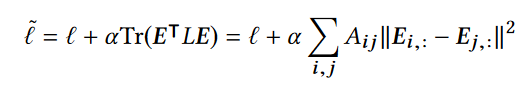 ℓ̃ = ℓ + αTr(E⊤LE) = ℓ + α ∑_{i,j} A_{ij}‖E_{i,:} − E_{j,:}‖²